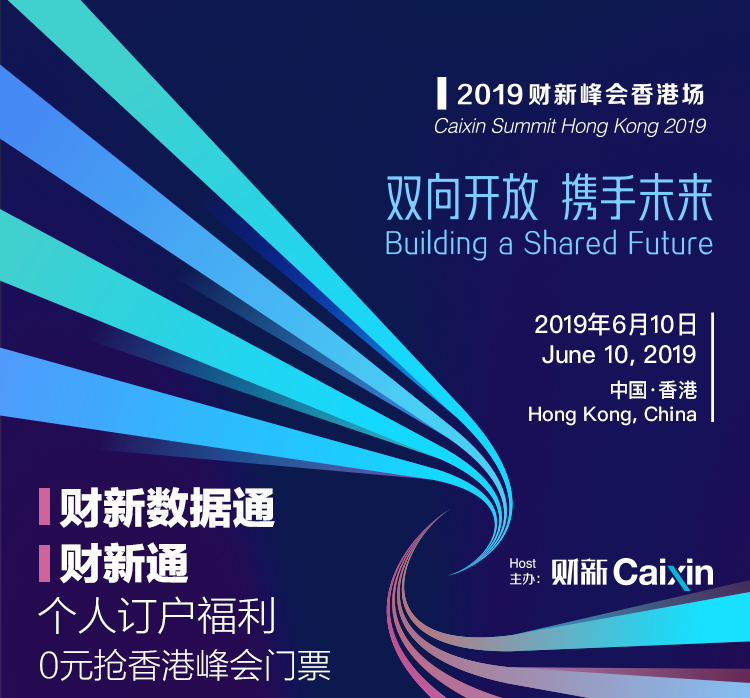 2019财新峰会香港场
Caixin Summit Hong Kong 2019
双向开放 携手未来
Building a Shared Future
2019年6月10日
June 10, 2019
中国·香港
Hong Kong, China
财新数据通
财新通
个人订户福利
0元抢香港峰会门票
Host
主办：
财新 Caixin